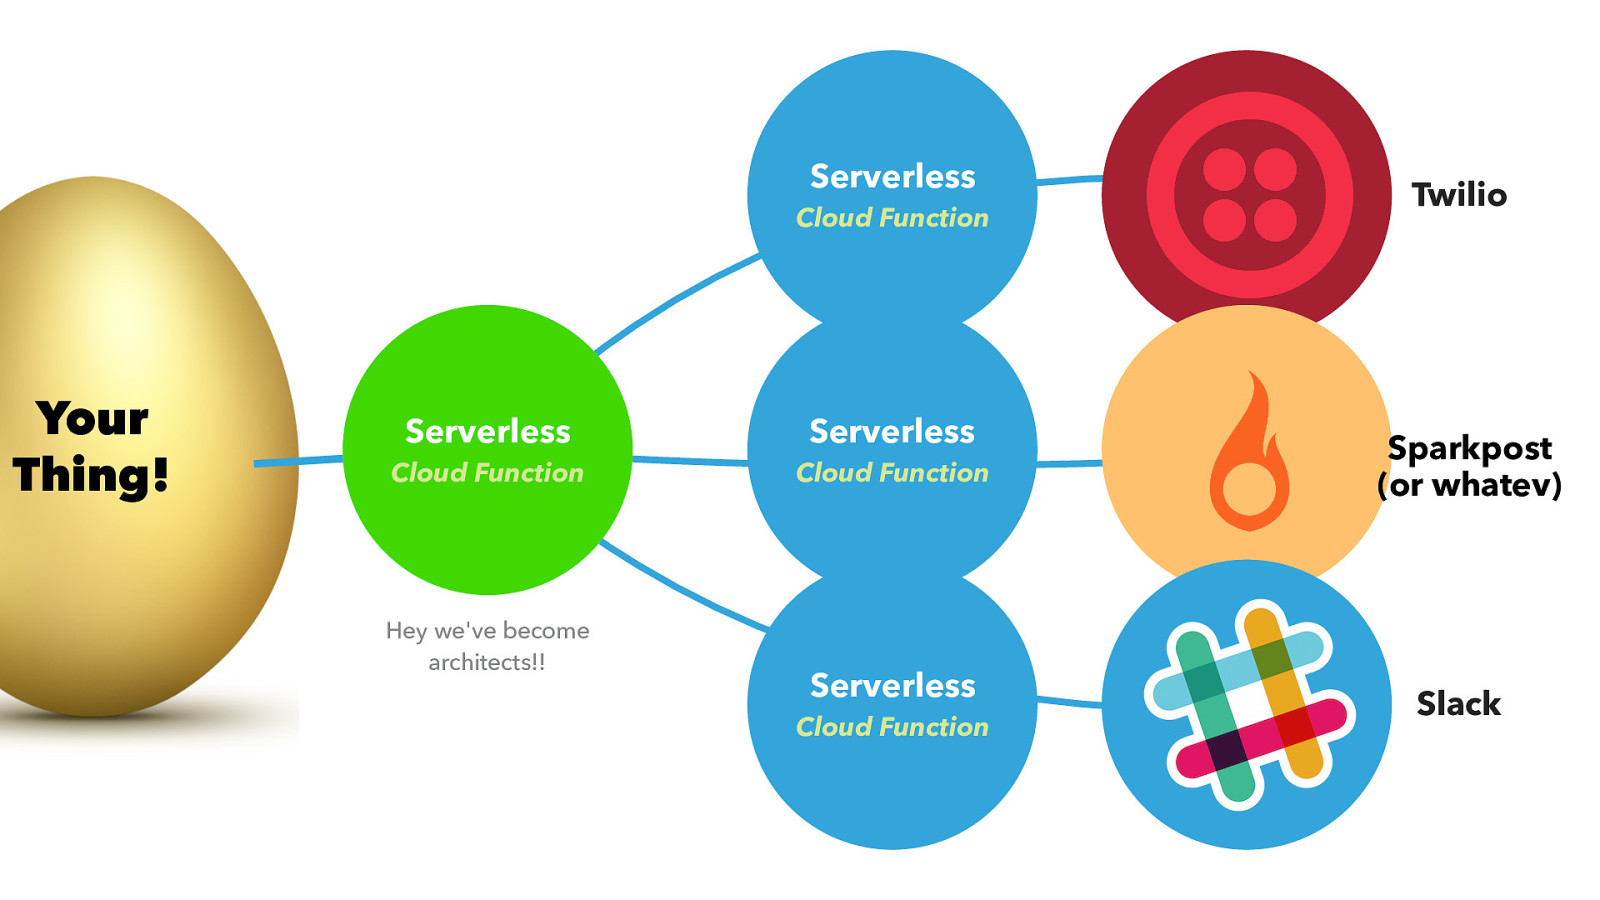 Your
Thing!
Serverless
Cloud Function
Hey we've become
architects!!
Serverless
Cloud Function
Serverless
Cloud Function
Serverless
Cloud Function
Twilio
Sparkpost
(or whatev)
Slack